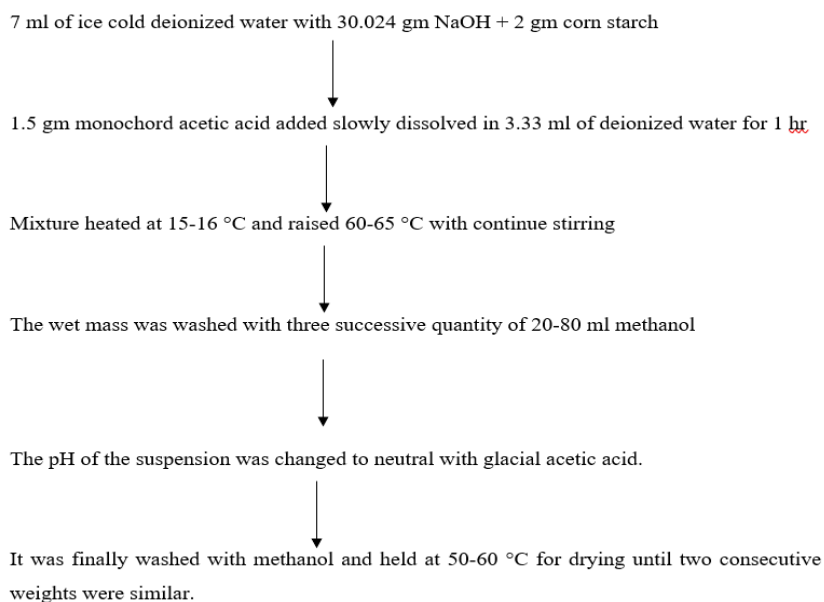 7 ml of ice cold deionized water with 30.024 gm NaOH + 2 gm corn starch
1.5 gm monochord acetic acid added slowly dissolved in 3.33 ml of deionized water for 1 hr
Mixture heated at 15-16 °C and raised 60-65 °C with continue stirring
The wet mass was washed with three successive quantity of 20-80 ml methanol
The pH of the suspension was changed to neutral with glacial acetic acid.
It was finally washed with methanol and held at 50-60 °C for drying until two consecutive
weights were similar.